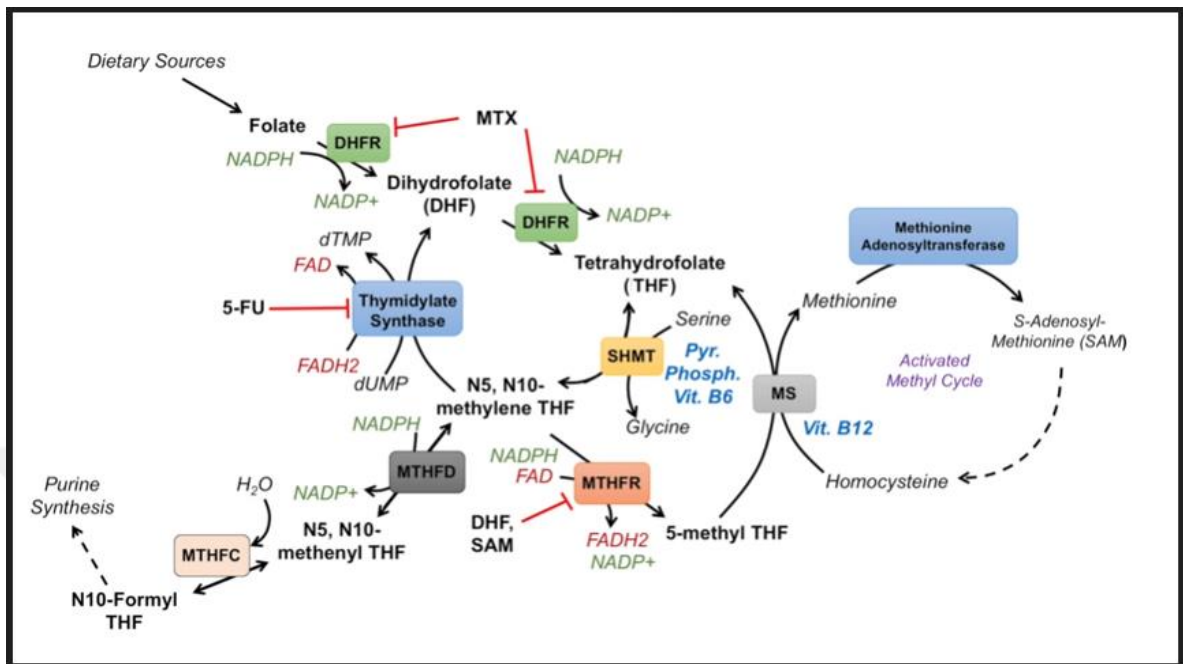 Dietary Sources
Folate
DHFR
MTX
NADPH
NADP+
Dihydrofolate
(DHF)
NADPH
DHFR
NADP+
Tetrahydrofolate
(THF)
dTMP
FAD
5-FU
Thymidylate
Synthase
FADH2
dUMP
N5, N10-
methylene THF
SHMT
Serine
Pyr.
Phosph.
Vit. B6
Glycine
Methionine
Adenosyltransferase
Methionine
S-Adenosyl-
Methionine (SAM)
Activated
Methyl Cycle
MS
Vit. B12
Homocysteine
NADPH
MTHFD
NADP+
N5, N10-
methenyl THF
NADPH
FAD
MTHFR
DHF,
SAM
FADH2
NADP+
5-methyl THF
Purine
Synthesis
H2O
MTHFC
N10-Formyl
THF